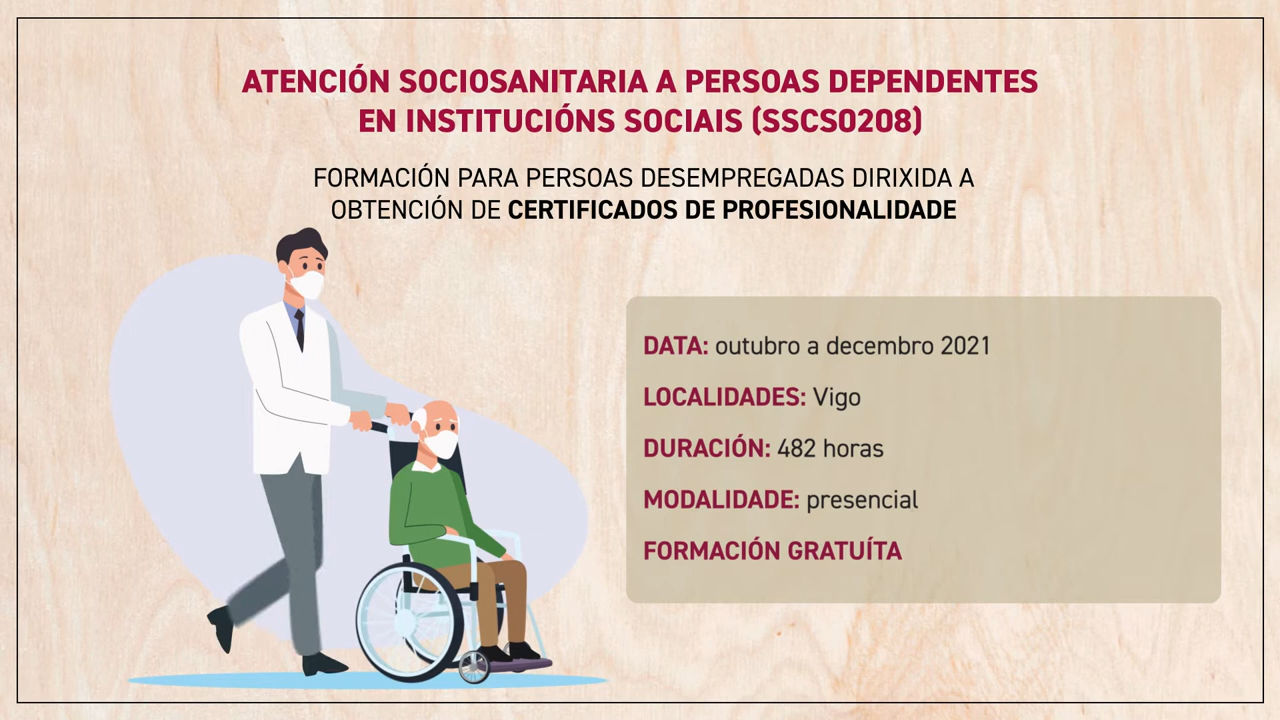 ATENCIÓN SOCIOSANITARIA A PERSOAS DEPENDENTES
EN INSTITUCIÓNS SOCIAIS (SSCS0208)
FORMACIÓN PARA PERSOAS DESEMPREGADAS DIRIXIDA A
OBTENCIÓN DE CERTIFICADOS DE PROFESIONALIDADE
DATA: outubro a decembro 2021
LOCALIDADES: Vigo
DURACIÓN: 482 horas
MODALIDADE: presencial
FORMACIÓN GRATUÍTA